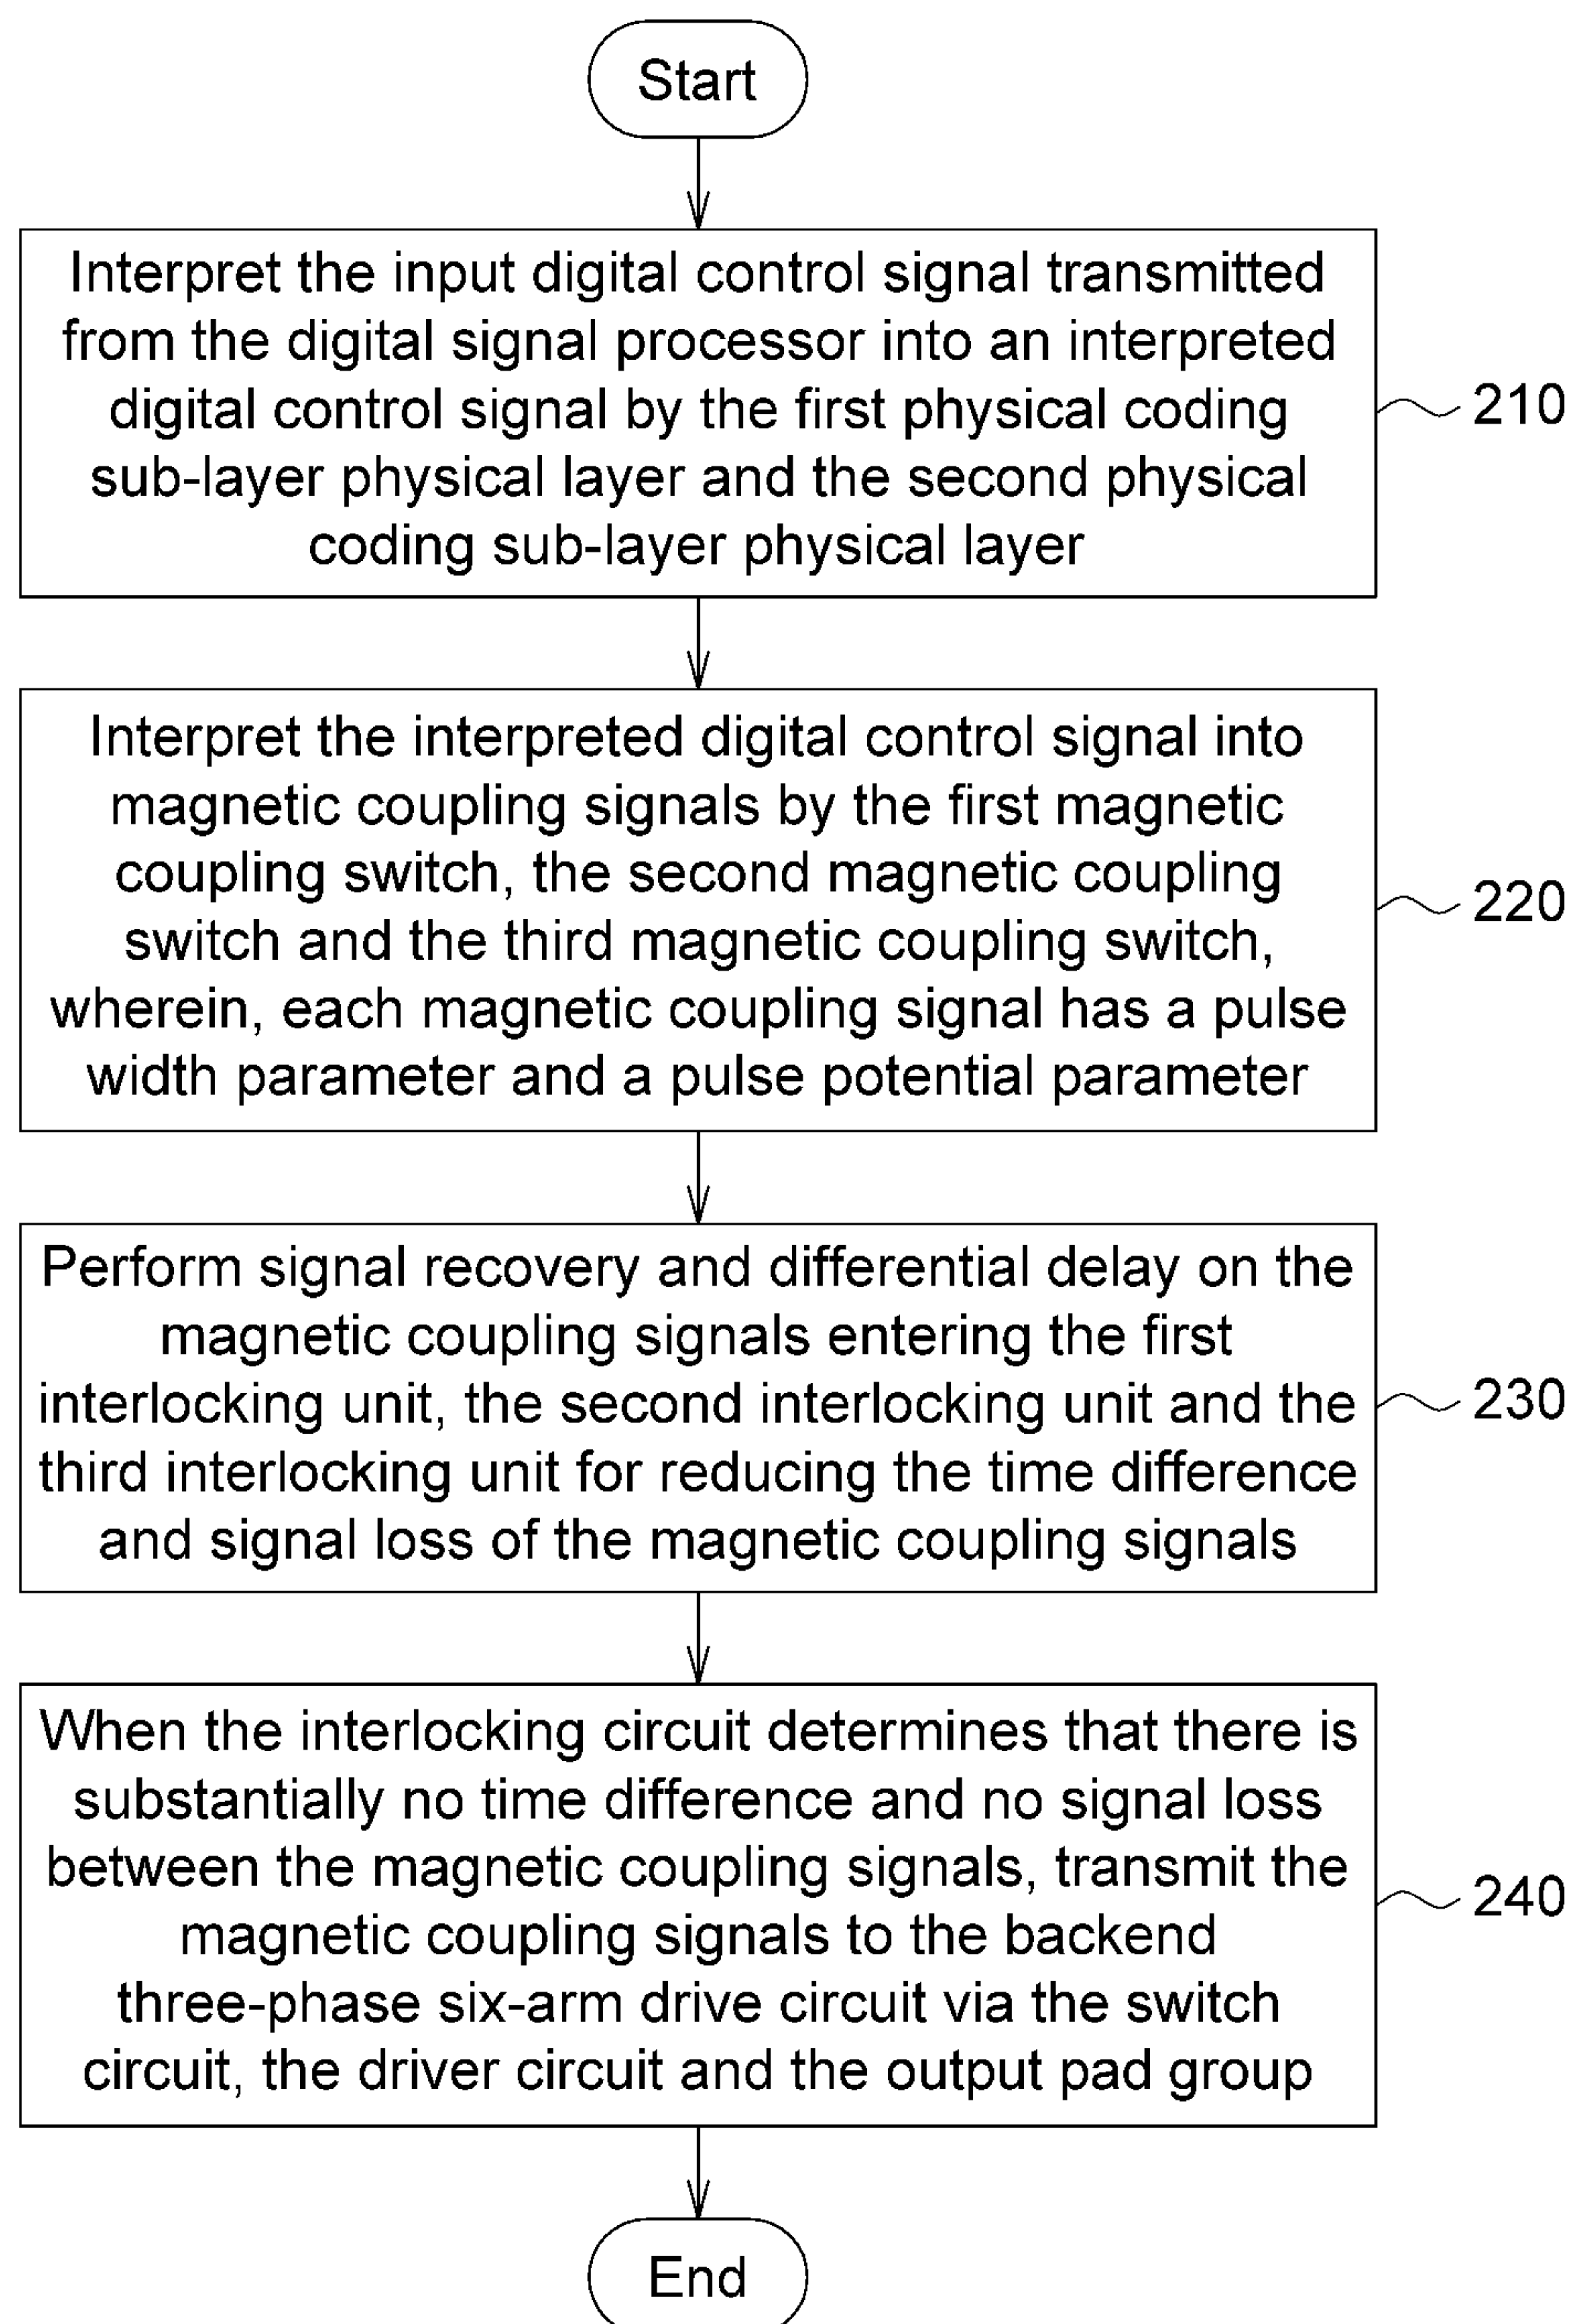 Start
Interpret the input digital control signal transmitted
from the digital signal processor into an interpreted
digital control signal by the first physical coding
sub-layer physical layer and the second physical
coding sub-layer physical layer
210
Interpret the interpreted digital control signal into
magnetic coupling signals by the first magnetic
coupling switch, the second magnetic coupling
switch and the third magnetic coupling switch,
wherein, each magnetic coupling signal has a pulse
width parameter and a pulse potential parameter
220
Perform signal recovery and differential delay on the
magnetic coupling signals entering the first
interlocking unit, the second interlocking unit and the
third interlocking unit for reducing the time difference
and signal loss of the magnetic coupling signals
230
When the interlocking circuit determines that there is
substantially no time difference and no signal loss
between the magnetic coupling signals, transmit the
magnetic coupling signals to the backend
three-phase six-arm drive circuit via the switch
circuit, the driver circuit and the output pad group
240
End